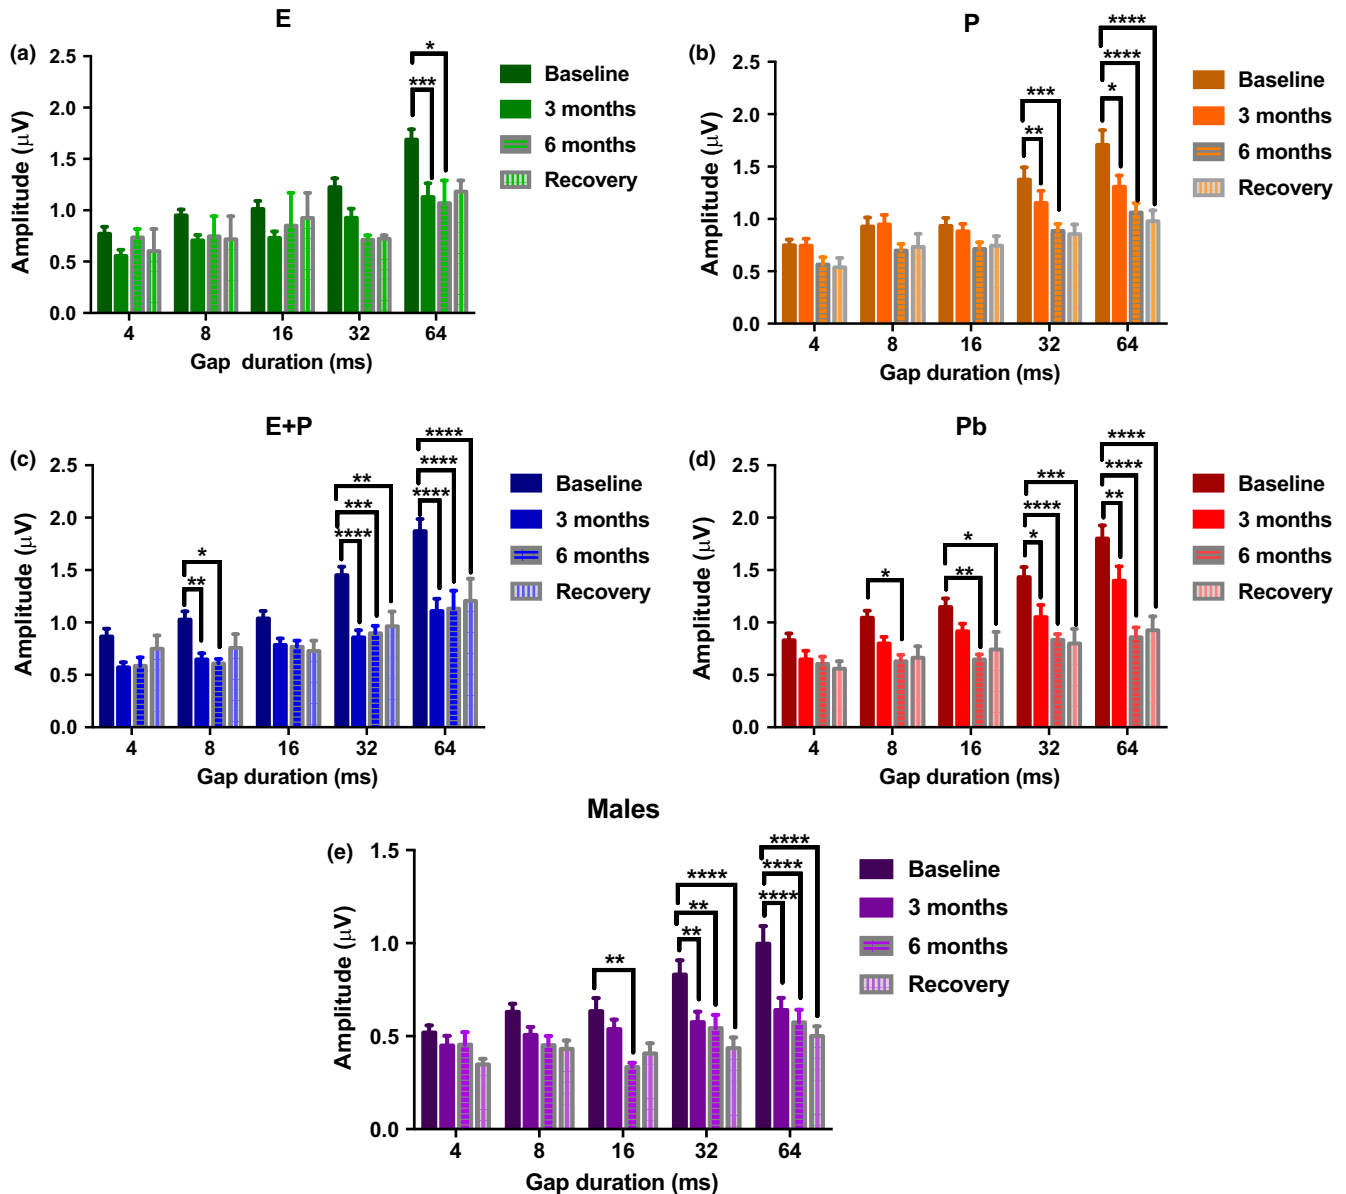 E
(a)
2.5
2.0
1.5
1.0
0.5
0.0
Amplitude (μV)
*
***
4 8 16 32 64
Gap duration (ms)
Baseline
3 months
6 months
Recovery
P
(b)
2.5
2.0
1.5
1.0
0.5
0.0
Amplitude (μV)
***
**
****
****
*
4 8 16 32 64
Gap duration (ms)
Baseline
3 months
6 months
Recovery
E+P
(c)
2.5
2.0
1.5
1.0
0.5
0.0
Amplitude (μV)
*
**
**
***
****
****
****
****
4 8 16 32 64
Gap duration (ms)
Baseline
3 months
6 months
Recovery
Pb
(d)
2.5
2.0
1.5
1.0
0.5
0.0
Amplitude (μV)
*
*
**
***
****
*
****
****
**
4 8 16 32 64
Gap duration (ms)
Baseline
3 months
6 months
Recovery
Males
(e)
1.5
1.0
0.5
0.0
Amplitude (μV)
**
****
**
**
****
****
****
4 8 16 32 64
Gap duration (ms)
Baseline
3 months
6 months
Recovery